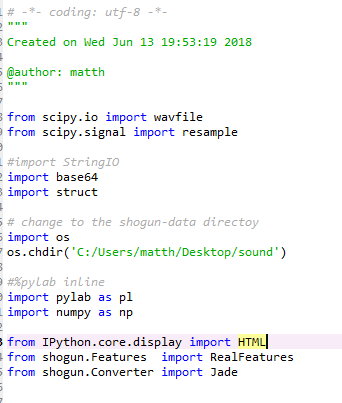 # -*- coding: utf-8 -*-
"""
Created on Wed Jun 13 19:53:19 2018
@author: matth
"""
from scipy.io import wavfile
from scipy.signal import resample
#import StringIO
import base64
import struct
# change to the shogun-data directoy
import os
os.chdir('C:/Users/matth/Desktop/sound')
#%pylab inline
import pylab as pl
import numpy as np
from IPython.core.display import HTML
from shogun.Features  import RealFeatures
from shogun.Converter import Jade